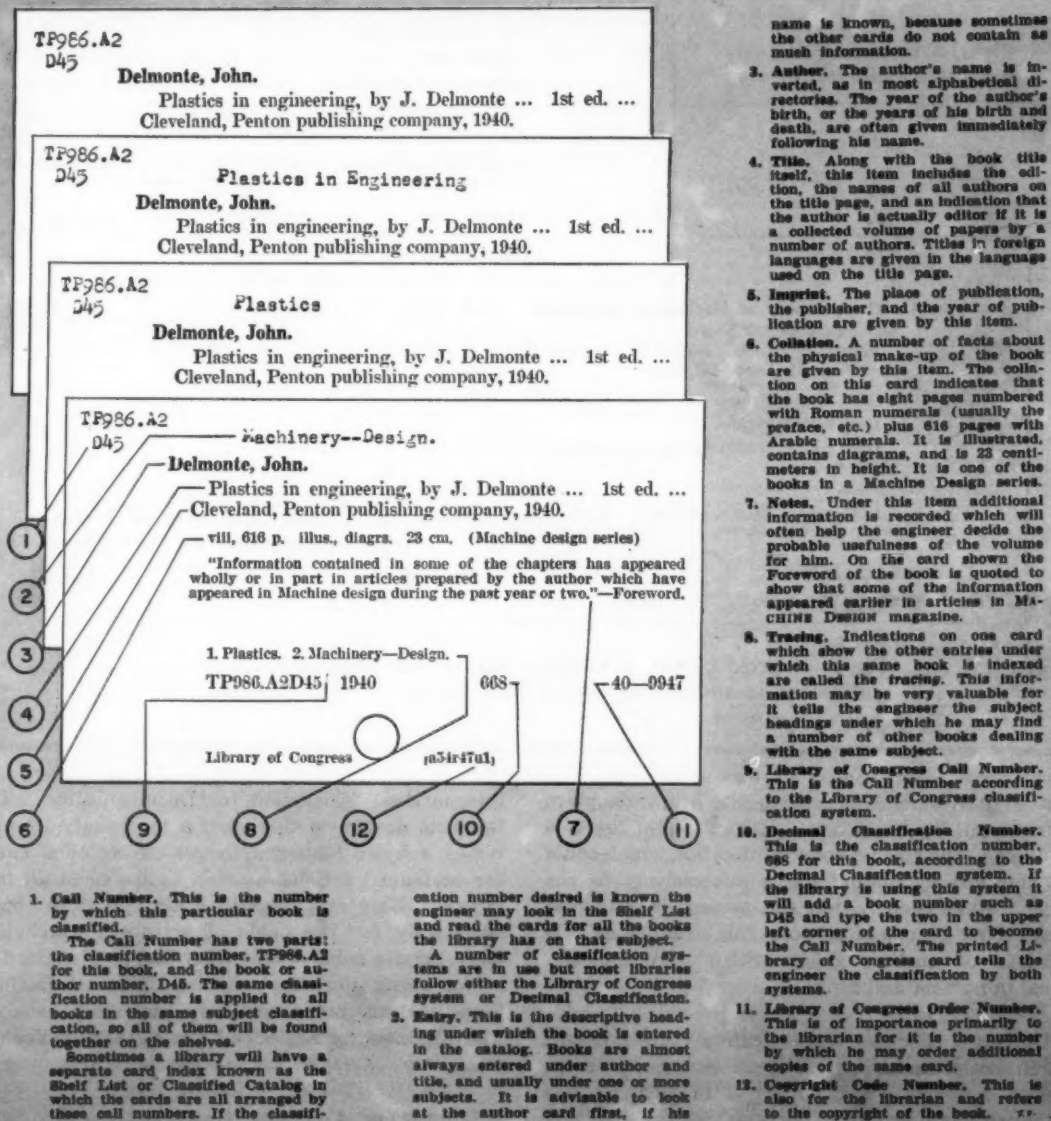 TP986.A2
D45
Delmonte, John.
Plastics in engineering, by J. Delmonte ... 1st ed. ...
Cleveland, Penton publishing company, 1940.
TP986.A2
D45
Plastics in Engineering
Delmonte, John.
Plastics in engineering, by J. Delmonte ... 1st ed. ...
Cleveland, Penton publishing company, 1940.
TP986.A2
D45
Plastics
Delmonte, John.
Plastics in engineering, by J. Delmonte ... 1st ed. ...
Cleveland, Penton publishing company, 1940.
TP986.A2
D45
Machinery--Design.
Delmonte, John.
Plastics in engineering, by J. Delmonte ... 1st ed. ...
Cleveland, Penton publishing company, 1940.
viii, 616 p. illus., diagrs. 23 cm. (Machine design series)
"Information contained in some of the chapters has appeared
wholly or in part in articles prepared by the author which have
appeared in Machine design during the past year or two."—Foreword.
1. Plastics. 2. Machinery—Design.
TP986.A2D45 1940
668
40—0947
Library of Congress
[a34r47u1]
1
2
3
4
5
6
9
8
12
10
7
11
1. Call Number. This is the number
by which this particular book is
classified.
The Call Number has two parts:
the classification number, TP986.A2
for this book, and the book or au-
thor number, D45. The same classi-
fication number is applied to all
books in the same subject classifi-
cation, so all of them will be found
together on the shelves.
Sometimes a library will have a
separate card index known as the
Shelf List or Classified Catalog in
which the cards are all arranged by
these call numbers. If the classifi-
cation number desired is known the
engineer may look in the Shelf List
and read the cards for all the books
the library has on that subject.
A number of classification sys-
tems are in use but most libraries
follow either the Library of Congress
system or Decimal Classification.
2. Entry. This is the descriptive head-
ing under which the book is entered
in the catalog. Books are almost
always entered under author and
title, and usually under one or more
subjects. It is advisable to look
at the author card first, if his
name is known, because sometimes
the other cards do not contain as
much information.
3. Author. The author's name is in-
verted, as in most alphabetical di-
rectories. The year of the author's
birth, or the years of his birth and
death, are often given immediately
following his name.
4. Title. Along with the book title
itself, this item includes the edi-
tion, the names of all authors on
the title page, and an indication that
the author is actually editor if it is
a collected volume of papers by a
number of authors. Titles in foreign
languages are given in the language
used on the title page.
5. Imprint. The place of publication,
the publisher, and the year of pub-
lication are given by this item.
6. Collation. A number of facts about
the physical make-up of the book
are given by this item. The colla-
tion on this card indicates that
the book has eight pages numbered
with Roman numerals (usually the
preface, etc.) plus 616 pages with
Arabic numerals. It is illustrated,
contains diagrams, and is 23 centi-
meters in height. It is one of the
books in a Machine Design series.
7. Notes. Under this item additional
information is recorded which will
often help the engineer decide the
probable usefulness of the volume
for him. On the card shown the
Foreword of the book is quoted to
show that some of the information
appeared earlier in articles in MA-
CHINE DESIGN magazine.
8. Tracing. Indications on one card
which show the other entries under
which this same book is indexed
are called the tracing. This infor-
mation may be very valuable for
it tells the engineer the subject
headings under which he may find
a number of other books dealing
with the same subject.
9. Library of Congress Call Number.
This is the Call Number according
to the Library of Congress classifi-
cation system.
10. Decimal Classification Number.
This is the classification number,
668 for this book, according to the
Decimal Classification system. If
the library is using this system it
will add a book number such as
D45 and type the two in the upper
left corner of the card to become
the Call Number. The printed Li-
brary of Congress card tells the
engineer the classification by both
systems.
11. Library of Congress Order Number.
This is of importance primarily to
the librarian for it is the number
by which he may order additional
copies of the same card.
12. Copyright Code Number. This is
also for the librarian and refers
to the copyright of the book.